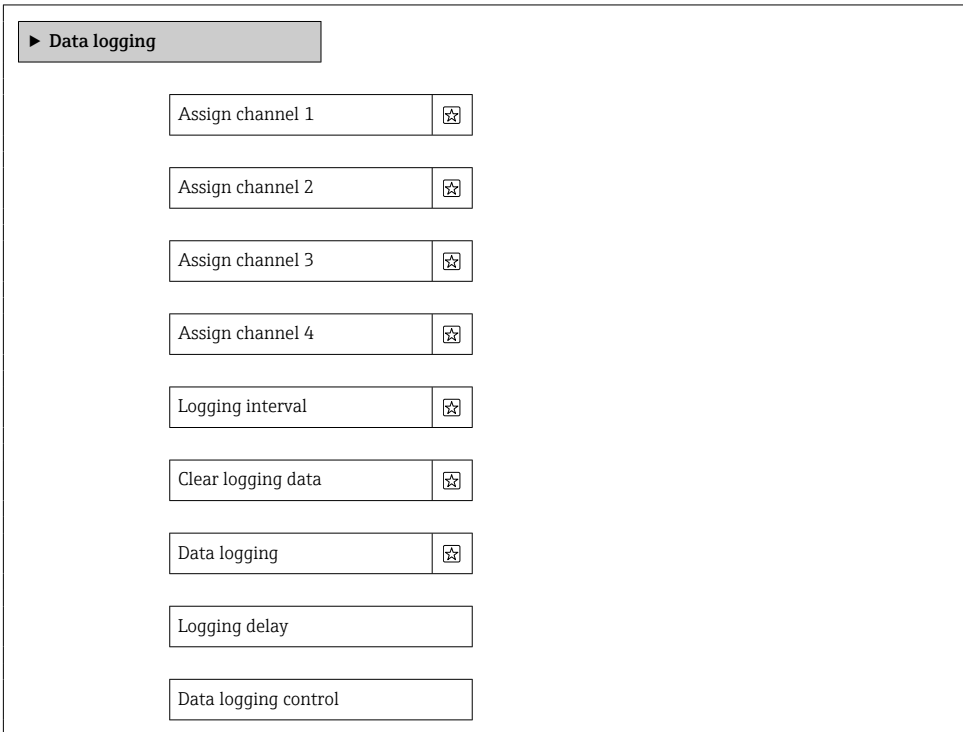 ► Data logging
Assign channel 1
Assign channel 2
Assign channel 3
Assign channel 4
Logging interval
Clear logging data
Data logging
Logging delay
Data logging control